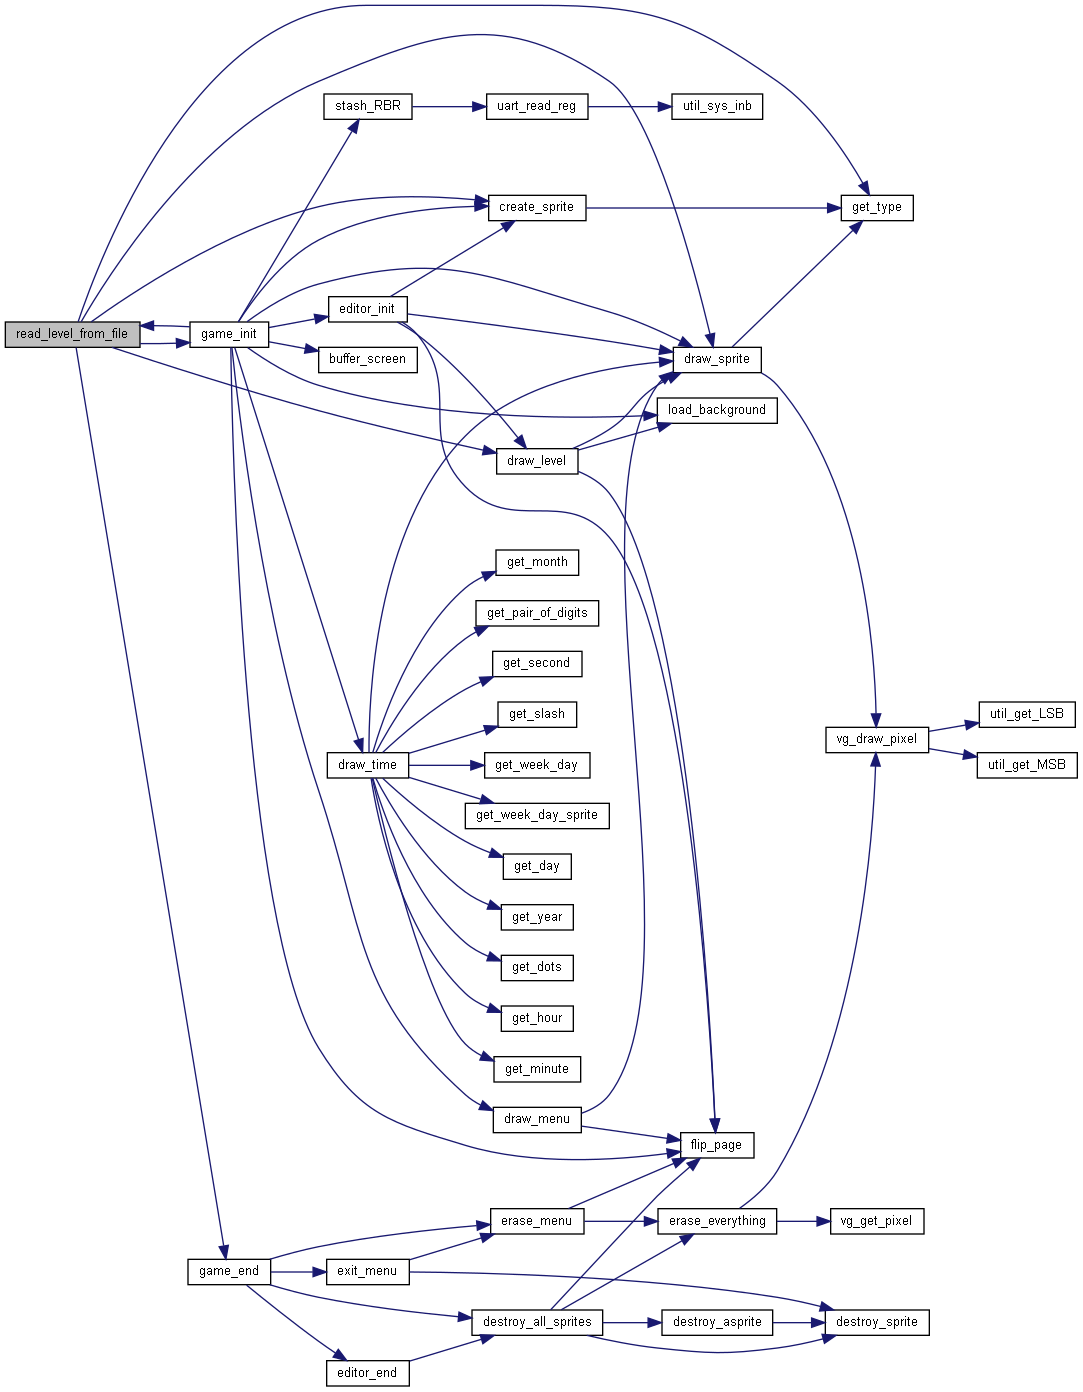 stash_RBR
uart_read_reg
util_sys_inb
create_sprite
get_type
editor_init
read_level_from_file
game_init
buffer_screen
draw_sprite
load_background
draw_level
get_month
get_pair_of_digits
get_second
get_slash
util_get_LSB
vg_draw_pixel
draw_time
get_week_day
util_get_MSB
get_week_day_sprite
get_day
get_year
get_dots
get_hour
get_minute
draw_menu
flip_page
erase_menu
erase_everything
vg_get_pixel
game_end
exit_menu
destroy_all_sprites
destroy_asprite
destroy_sprite
editor_end